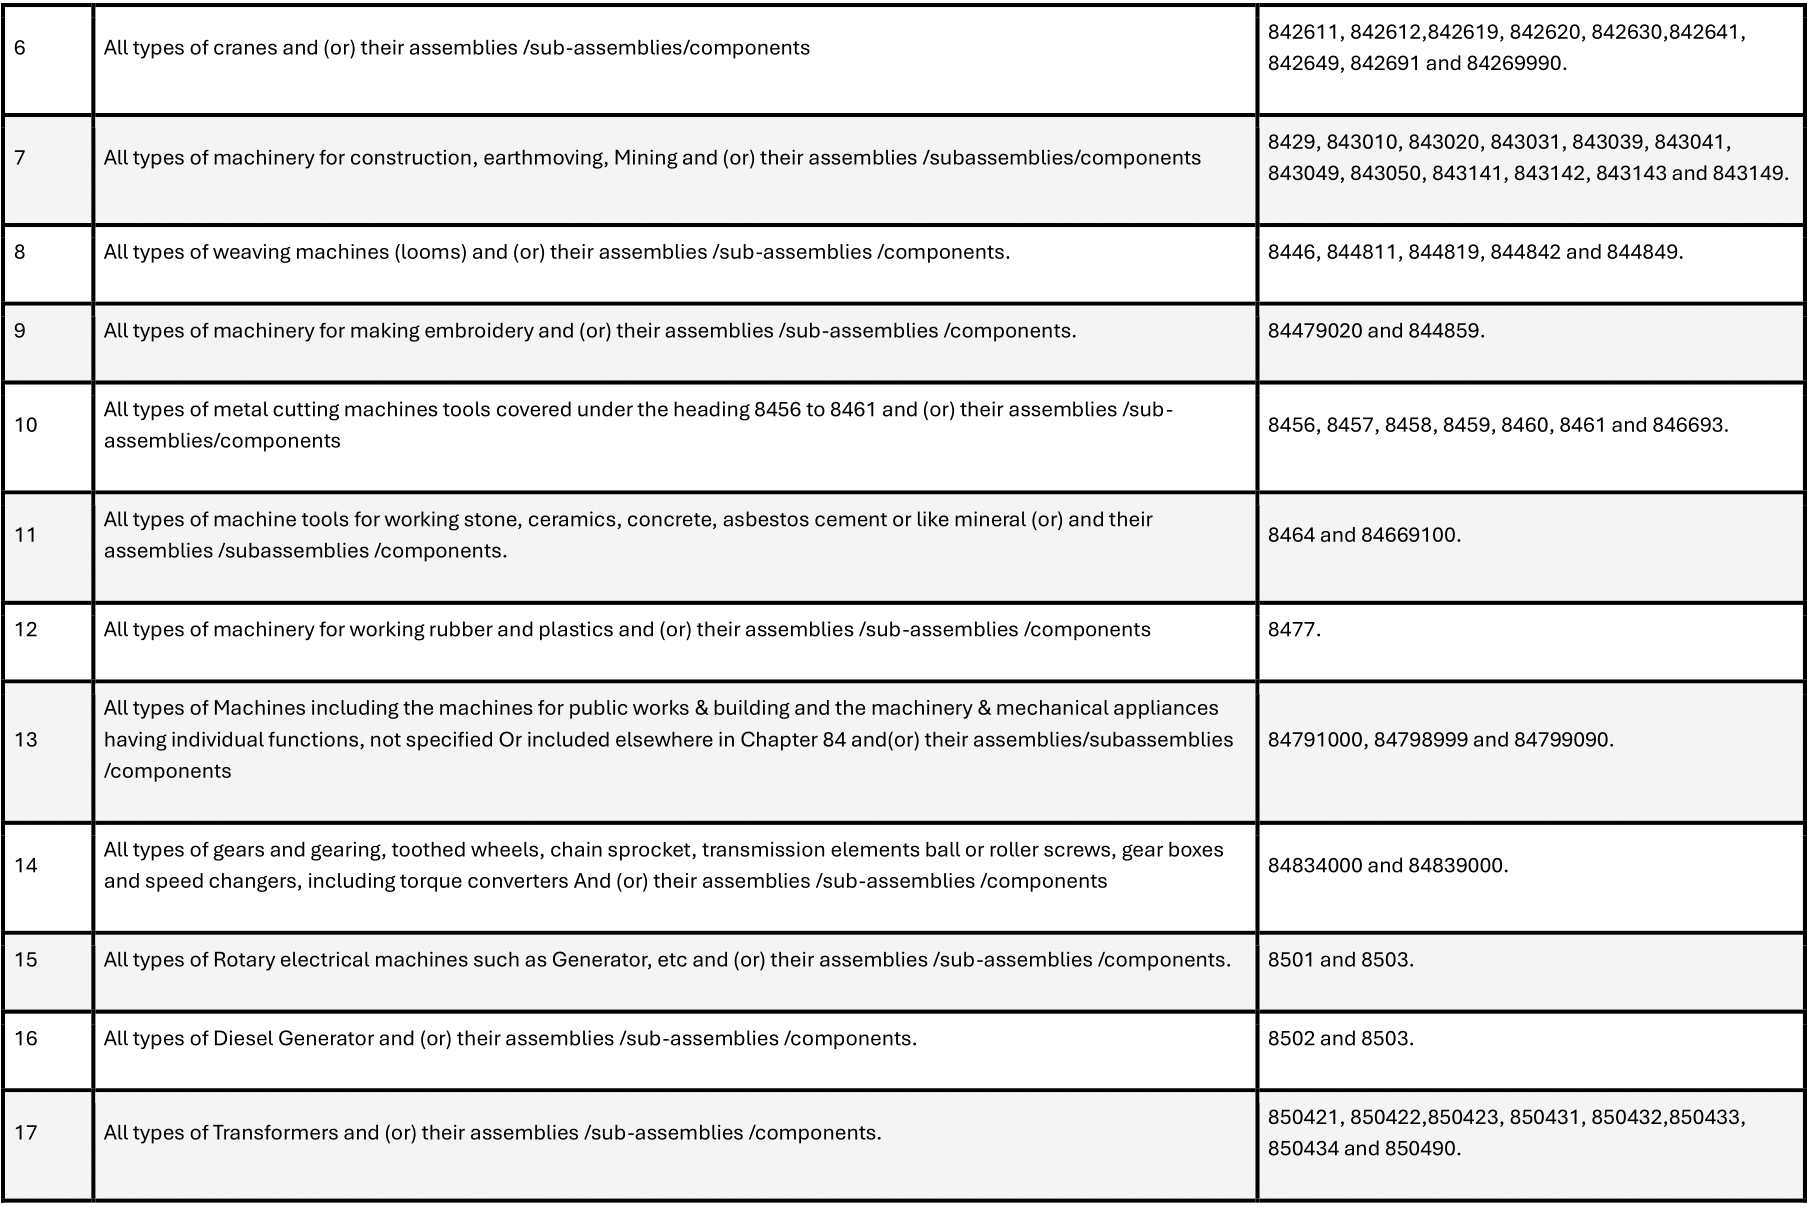 6
All types of cranes and (or) their assemblies /sub-assemblies/components
842611, 842612,842619, 842620, 842630,842641,
842649, 842691 and 84269990.
7
All types of machinery for construction, earthmoving, Mining and (or) their assemblies /subassemblies/components
8429, 843010, 843020, 843031, 843039, 843041,
843049, 843050, 843141, 843142, 843143 and 843149.
8
All types of weaving machines (looms) and (or) their assemblies /sub-assemblies /components.
8446, 844811, 844819, 844842 and 844849.
9
All types of machinery for making embroidery and (or) their assemblies /sub-assemblies /components.
84479020 and 844859.
10
All types of metal cutting machines tools covered under the heading 8456 to 8461 and (or) their assemblies /sub-
assemblies/components
8456, 8457, 8458, 8459, 8460, 8461 and 846693.
11
All types of machine tools for working stone, ceramics, concrete, asbestos cement or like mineral (or) and their
assemblies /subassemblies /components.
8464 and 84669100.
12
All types of machinery for working rubber and plastics and (or) their assemblies /sub-assemblies /components
8477.
13
All types of Machines including the machines for public works & building and the machinery & mechanical appliances
having individual functions, not specified Or included elsewhere in Chapter 84 and(or) their assemblies/subassemblies
/components
84791000, 84798999 and 84799090.
14
All types of gears and gearing, toothed wheels, chain sprocket, transmission elements ball or roller screws, gear boxes
and speed changers, including torque converters And (or) their assemblies /sub-assemblies /components
84834000 and 84839000.
15
All types of Rotary electrical machines such as Generator, etc and (or) their assemblies /sub-assemblies /components.
8501 and 8503.
16
All types of Diesel Generator and (or) their assemblies /sub-assemblies /components.
8502 and 8503.
17
All types of Transformers and (or) their assemblies /sub-assemblies /components.
850421, 850422,850423, 850431, 850432,850433,
850434 and 850490.